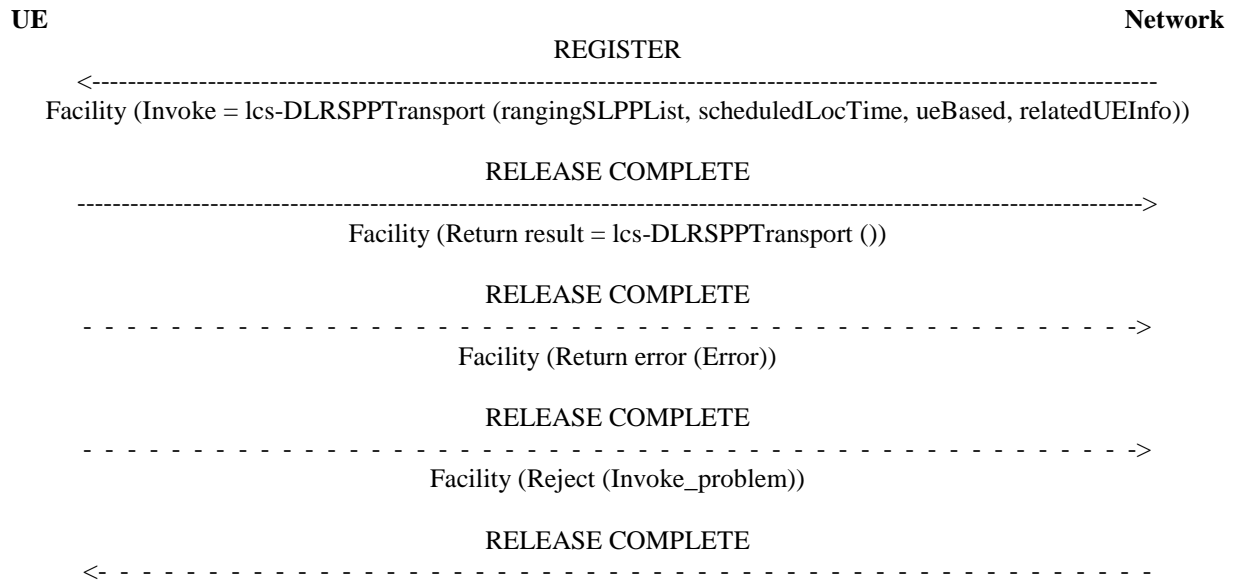 UE Network
REGISTER
<------------------------------------------------------------------------------------------------------------------------
Facility (Invoke = lcs-DLRSPPTransport (rangingSLPPList, scheduledLocTime, ueBased, relatedUEInfo))
RELEASE COMPLETE
------------------------------------------------------------------------------------------------------------------------>
Facility (Return result = lcs-DLRSPPTransport ())
RELEASE COMPLETE
- - - - - - - - - - - - - - - - - - - - - - - - - - - - - - - - - - - - - - - - - - - - - - - - - - - - - - - - - - - - - - ->
Facility (Return error (Error))
RELEASE COMPLETE
- - - - - - - - - - - - - - - - - - - - - - - - - - - - - - - - - - - - - - - - - - - - - - - - - - - - - - - - - - - - - - ->
Facility (Reject (Invoke_problem))
RELEASE COMPLETE
<- - - - - - - - - - - - - - - - - - - - - - - - - - - - - - - - - - - - - - - - - - - - - - - - - - - - - - - - - - - - - -